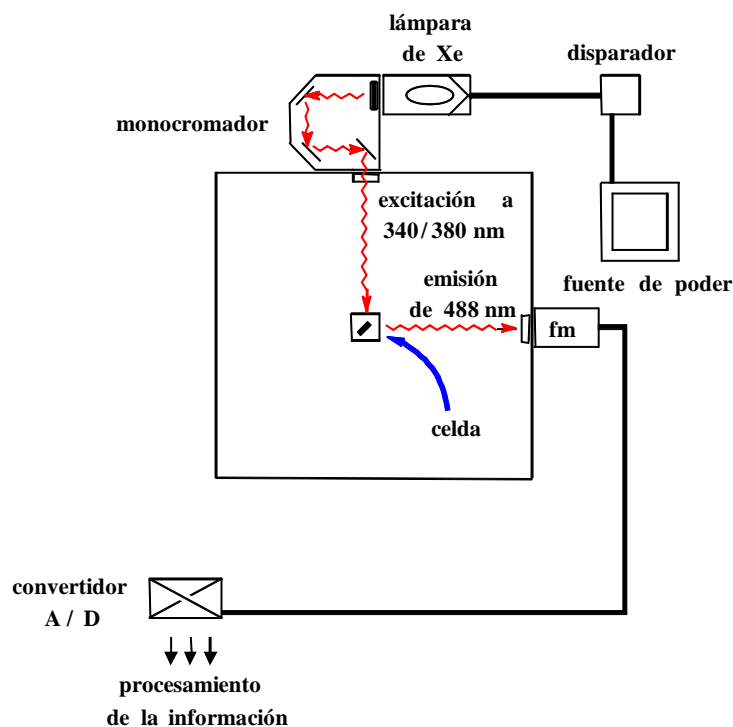 lámpara
de Xe
disparador
monocromador
excitación a
340/380 nm
emisión
de 488 nm
fuente de poder
fm
celda
convertidor
A / D
procesamiento
de la información